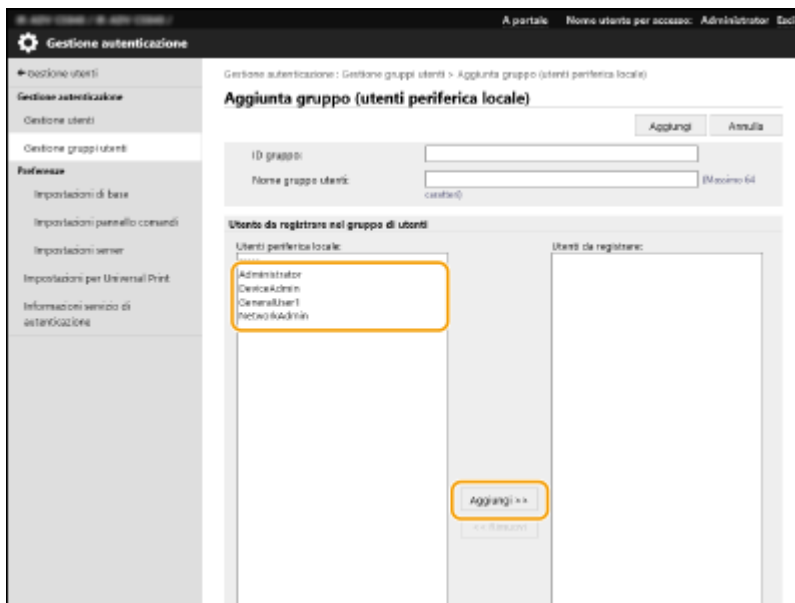 A portale Nome utente per accesso: Administrator
Gestione autenticazione
Gestione utenti
Gestione autenticazione : Gestione gruppi utenti > Aggiunta gruppo (utenti periferica locale)
Gestione autenticazione
Aggiunta gruppo (utenti periferica locale)
Gestione utenti
Aggiungi Annulla
Gestione gruppi utenti
ID gruppo:
Preferenze
Nome gruppo utenti: (Massimo 64
caratteri)
Impostazioni di base
Impostazioni pannello comandi
Utente da registrare nel gruppo di utenti
Impostazioni server
Utenti periferica locale: Utenti da registrare:
Impostazioni per Universal Print
Informazioni servizio di
autenticazione
Administrator
DeviceAdmin
GeneralUser1
NetworkAdmin
Aggiungi >>
<< Rimuovi